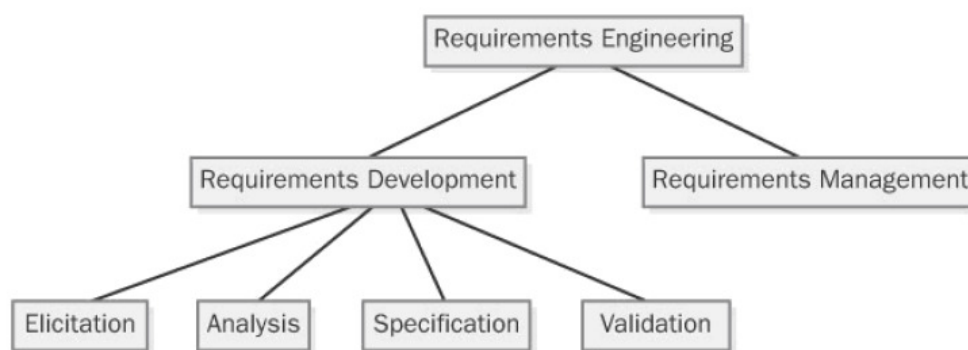 Requirements Engineering
Requirements Development
Requirements Management
Elicitation
Analysis
Specification
Validation